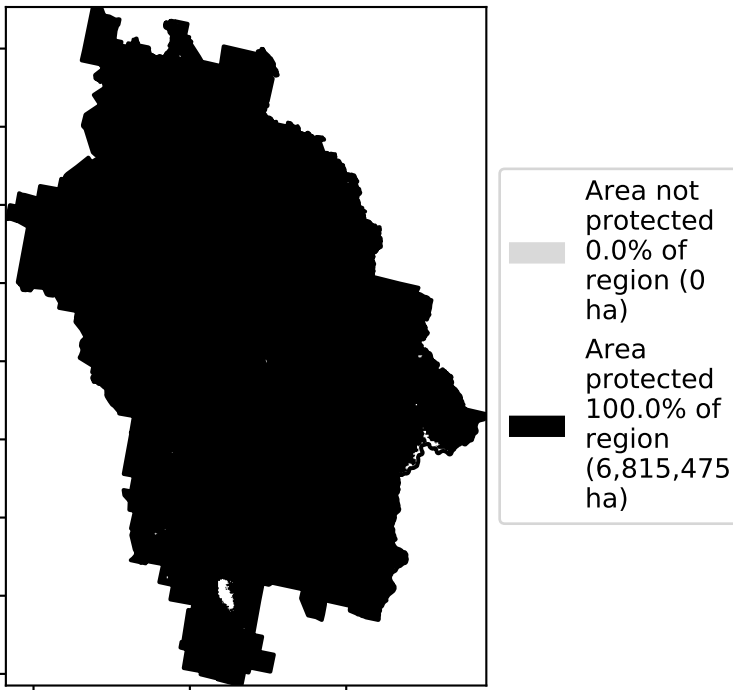 Area not
protected
0.0% of
region (0
ha)
Area
protected
100.0% of
region
(6,815,475
ha)